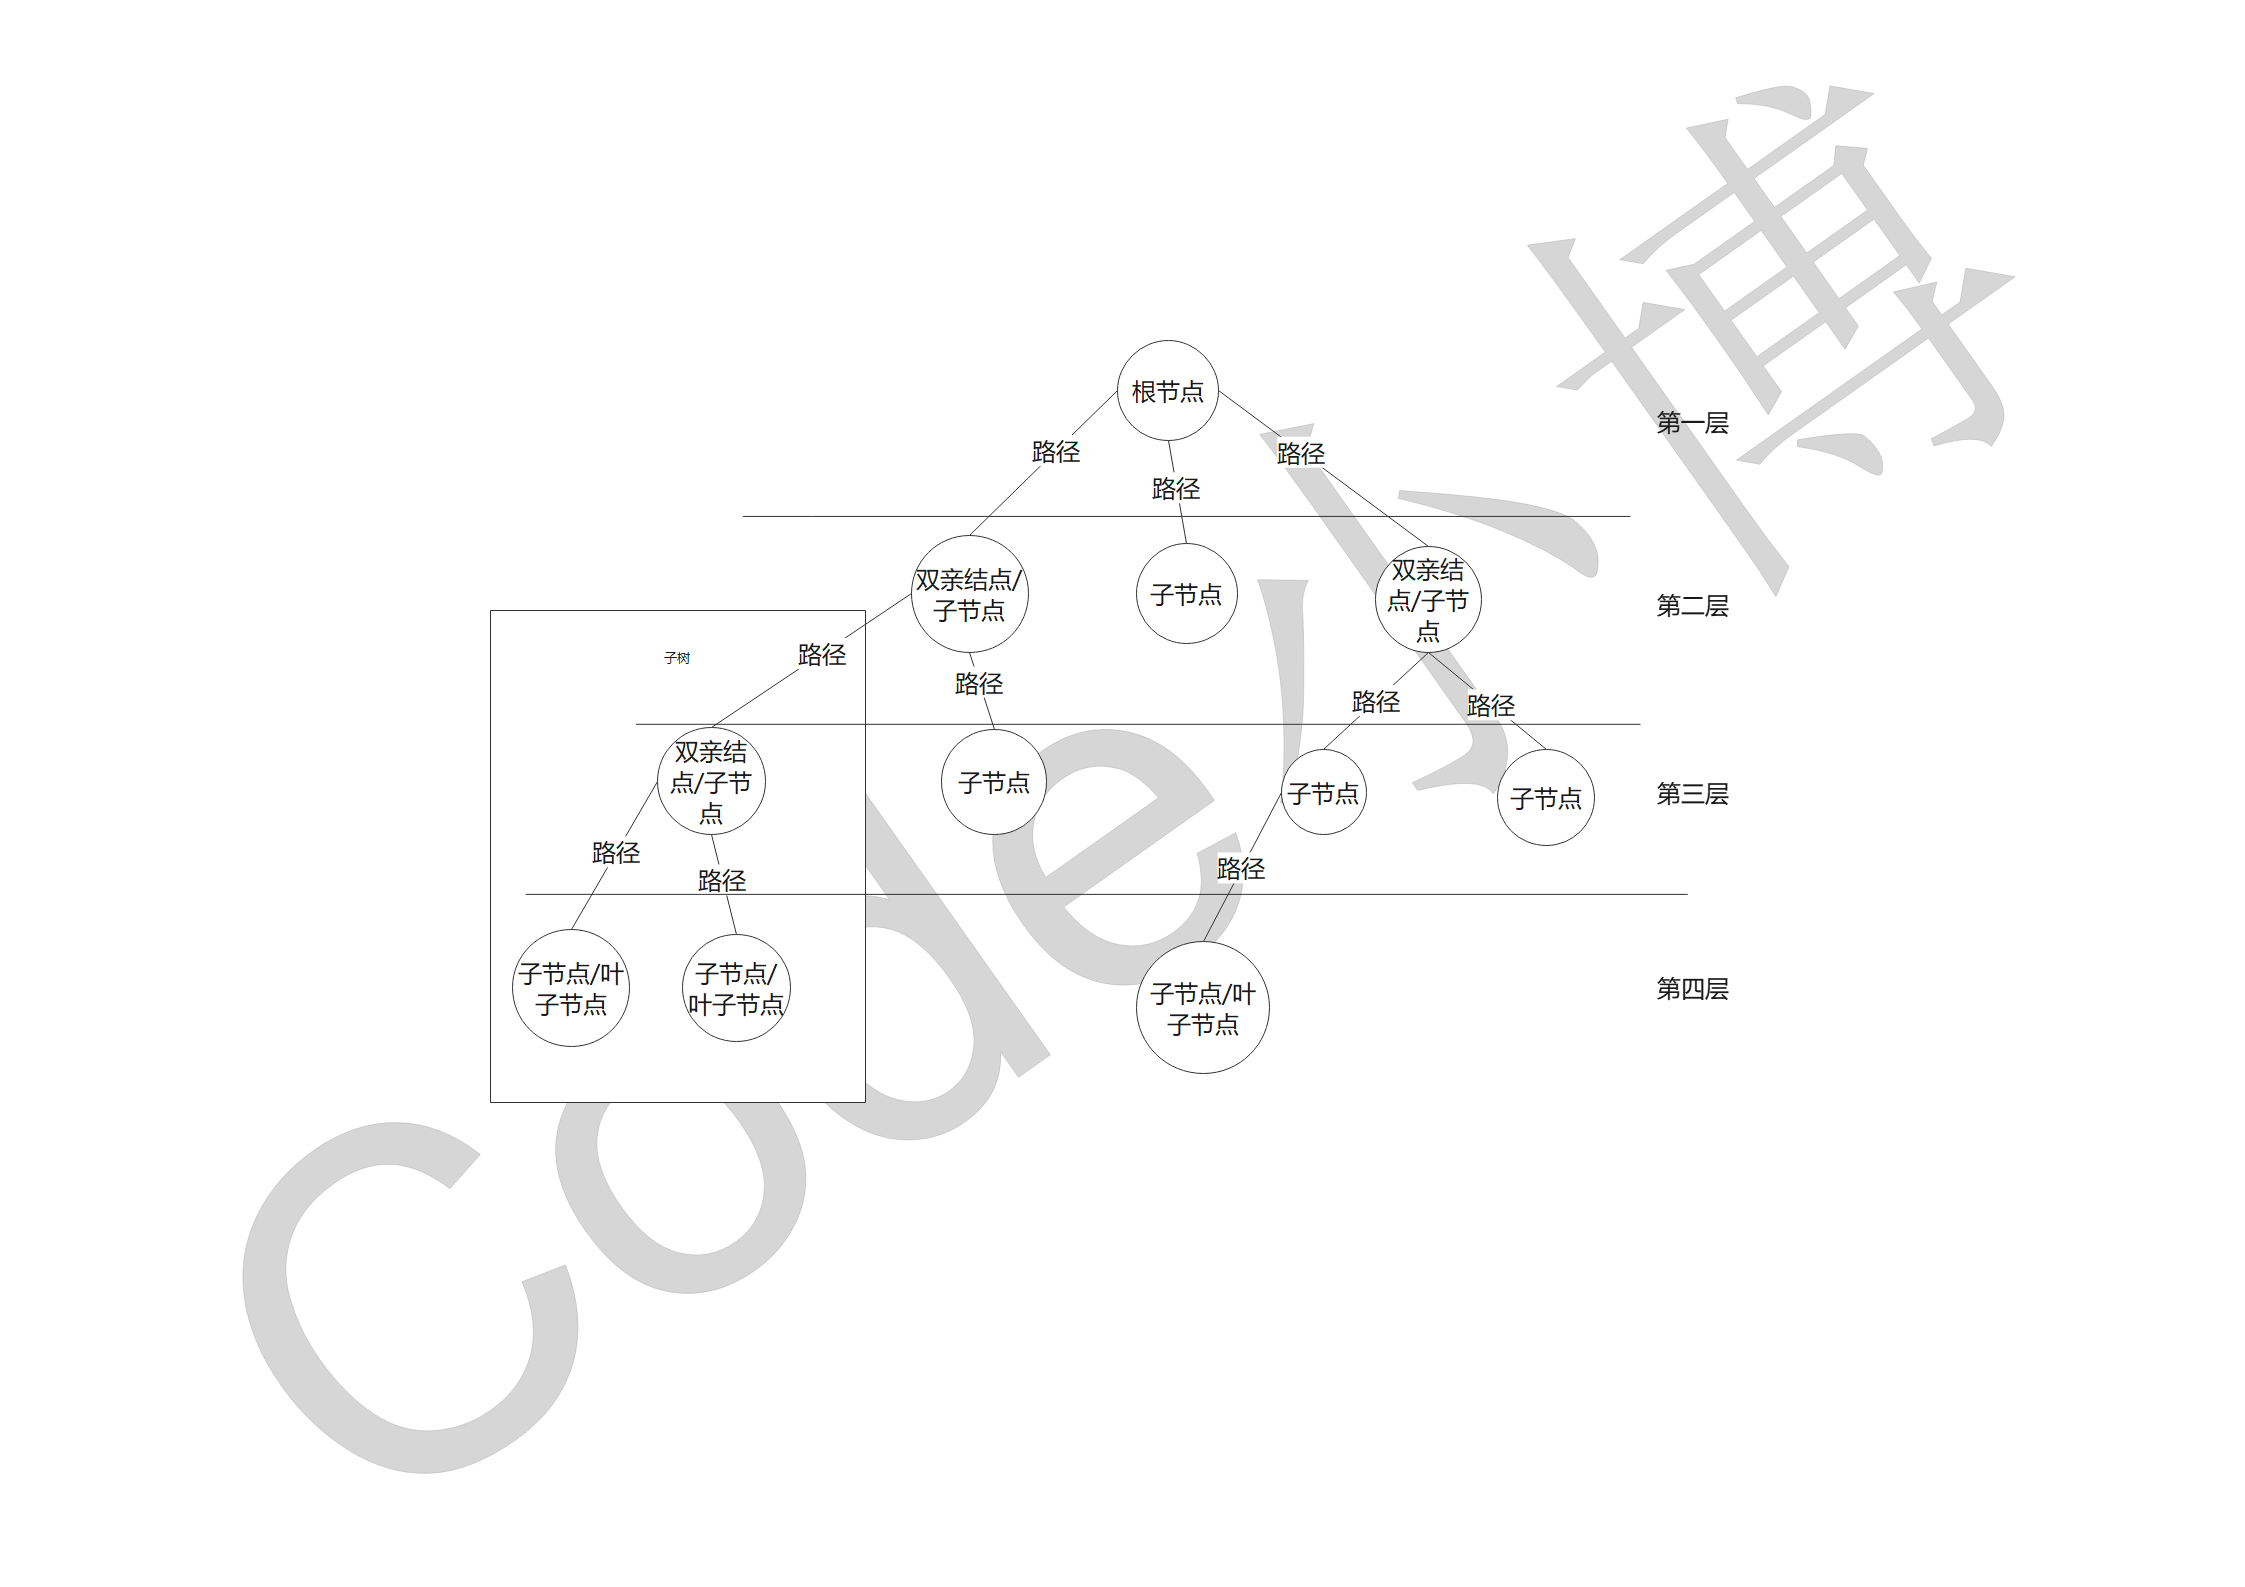 根节点
第一层
路径
路径
路径
双亲结点/
子节点
子节点
双亲结
点/子节
点
第二层
子树
路径
路径
路径
路径
双亲结
点/子节
点
子节点
子节点
子节点
第三层
路径
路径
路径
子节点/叶
子节点
子节点/
叶子节点
子节点/叶
子节点
第四层
Code小博